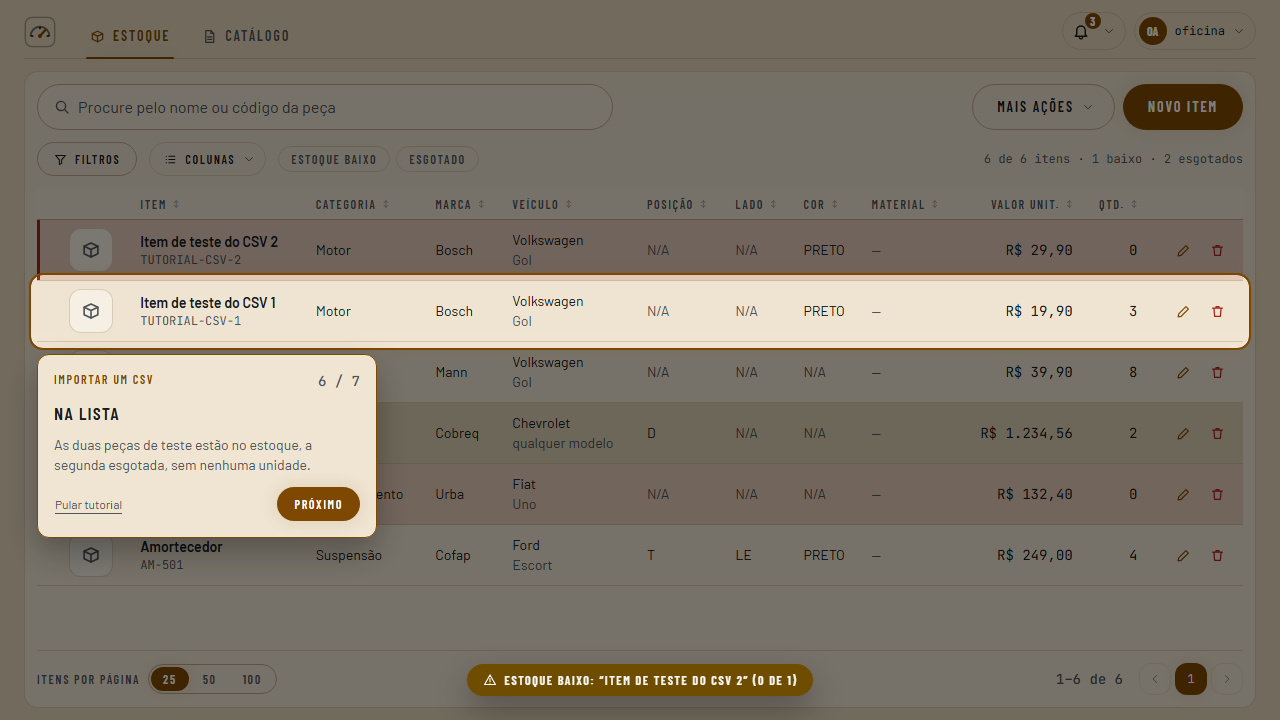 ESTOQUE
CATÁLOGO
3
OA
oficina
Procure pelo nome ou código da peça
MAIS AÇÕES
NOVO ITEM
FILTROS
COLUNAS
ESTOQUE BAIXO
ESGOTADO
6 de 6 itens · 1 baixo · 2 esgotados
ITEM CATEGORIA MARCA VEÍCULO POSIÇÃO LADO COR MATERIAL VALOR UNIT. QTD.
Item de teste do CSV 2
TUTORIAL-CSV-2
Motor
Bosch
Volkswagen
Gol
N/A
N/A
PRETO
—
R$ 29,90
0
Item de teste do CSV 1
TUTORIAL-CSV-1
Motor
Bosch
Volkswagen
Gol
N/A
N/A
PRETO
—
R$ 19,90
3
Mann
Volkswagen
Gol
N/A
N/A
N/A
—
R$ 39,90
8
Cobreq
Chevrolet
qualquer modelo
D
N/A
N/A
—
R$ 1.234,56
2
ento
Urba
Fiat
Uno
N/A
N/A
N/A
—
R$ 132,40
0
Amortecedor
AM-501
Suspensão
Cofap
Ford
Escort
T
LE
PRETO
—
R$ 249,00
4
IMPORTAR UM CSV
6 / 7
NA LISTA
As duas peças de teste estão no estoque, a
segunda esgotada, sem nenhuma unidade.
Pular tutorial
PRÓXIMO
ITENS POR PÁGINA
25
50
100
ESTOQUE BAIXO: “ITEM DE TESTE DO CSV 2” (0 DE 1)
1–6 de 6
1